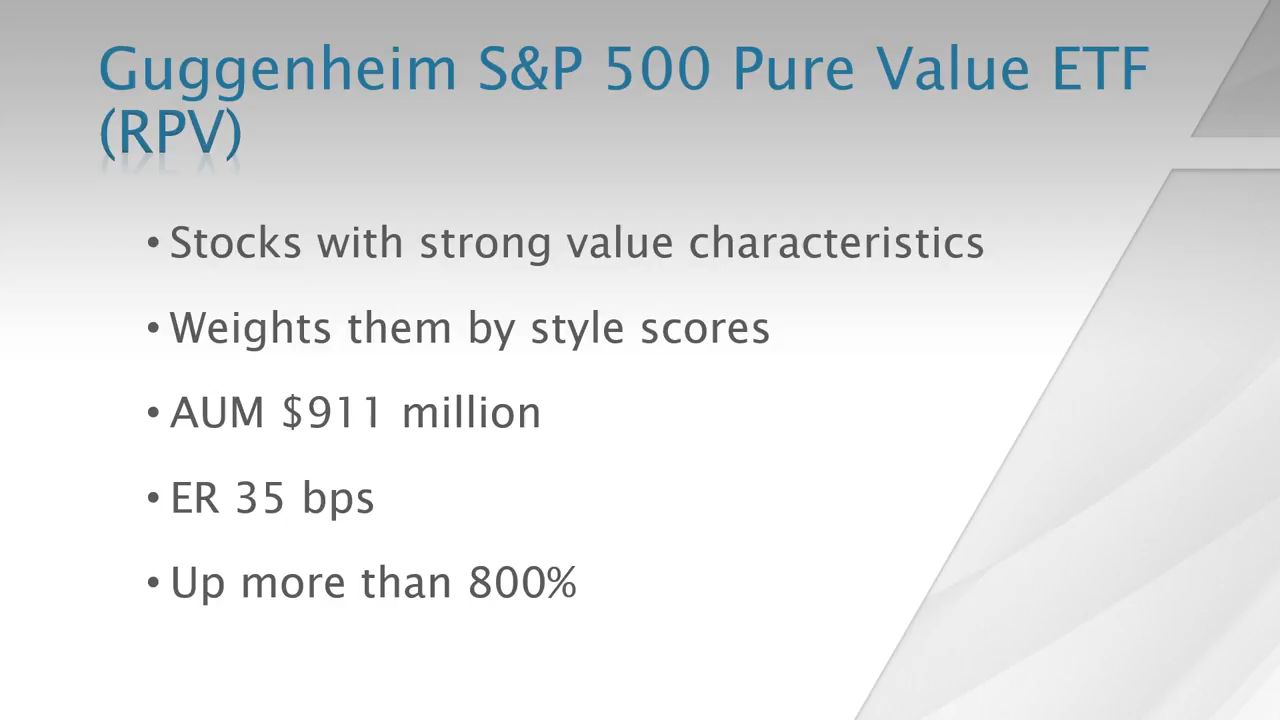 Guggenheim S&P 500 Pure Value ETF
(RPV)
• Stocks with strong value characteristics
• Weights them by style scores
• AUM $911 million
• ER 35 bps
• Up more than 800%